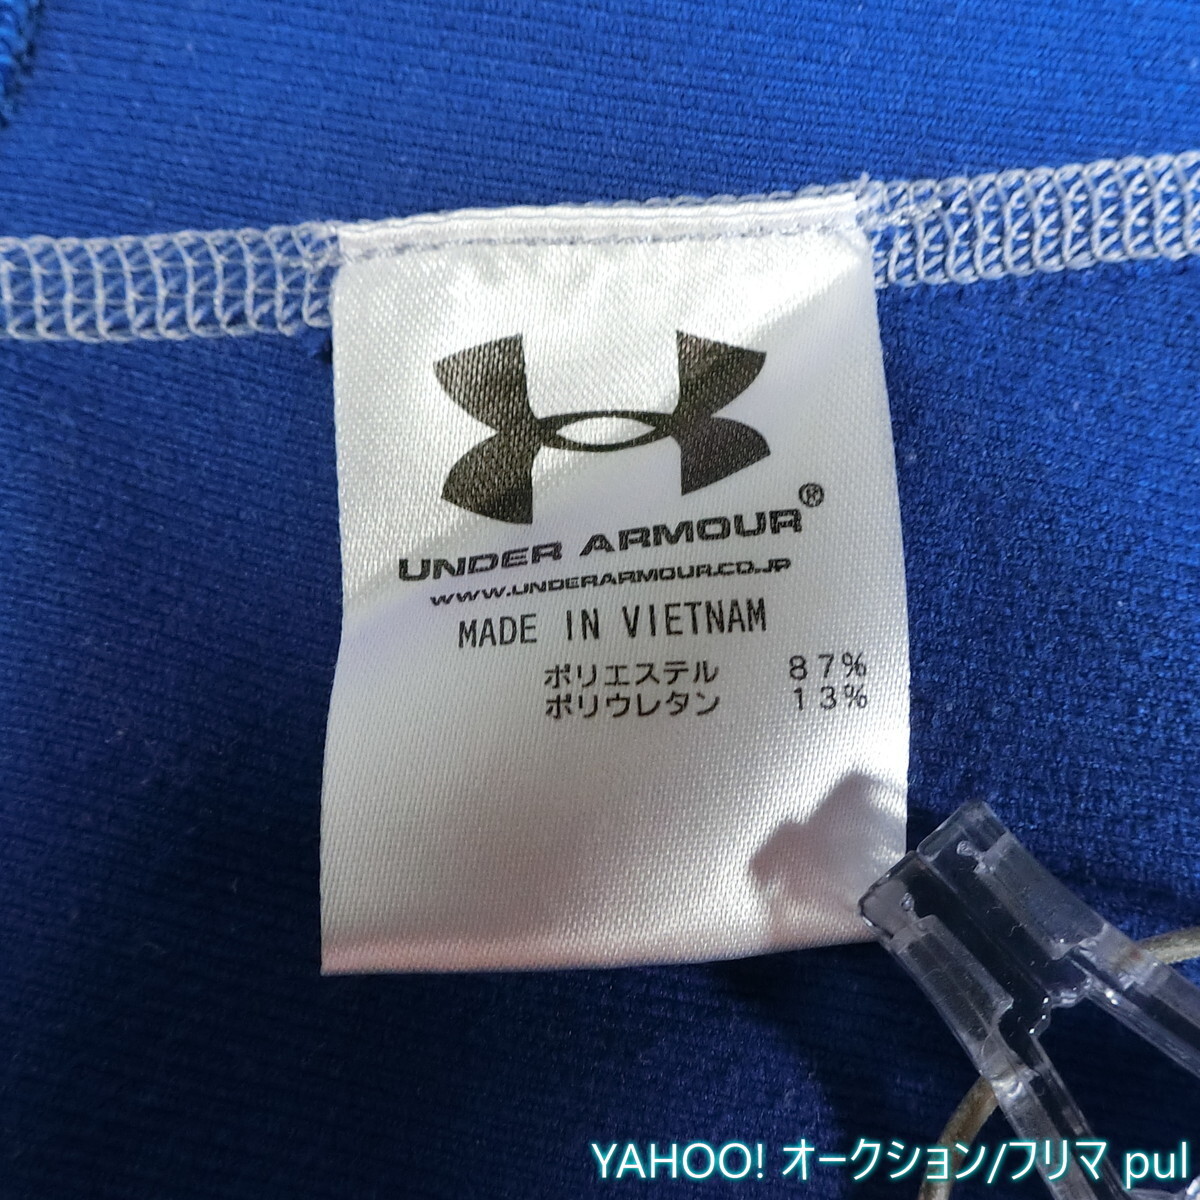 UNDER ARMOUR®
WWW.UNDERARMOUR.CO.JP
MADE IN VIETNAM
ポリエステル 87%
ポリウレタン 13%
YAHOO! オークション/フリマ pul